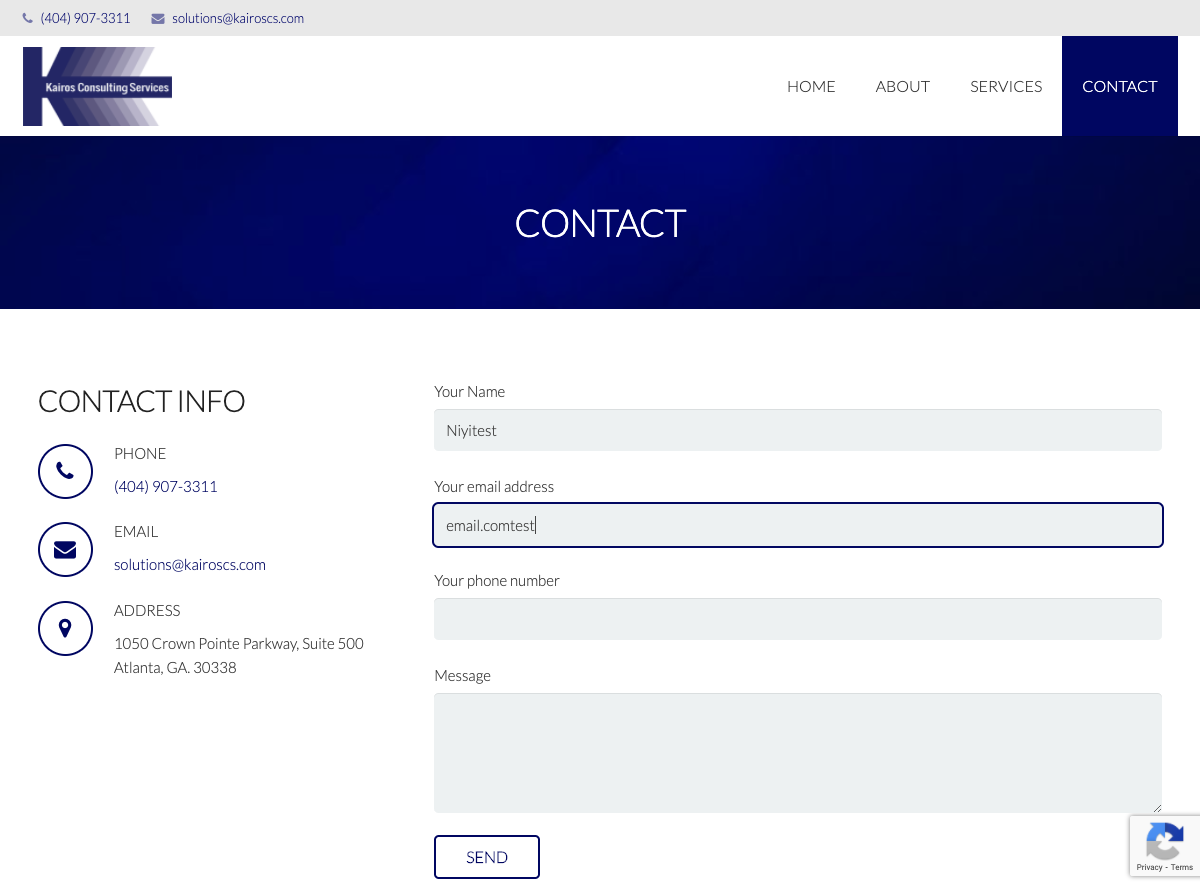 (404) 907-3311 solutions@kairoscs.com
Kairos Consulting Services
HOME ABOUT SERVICES CONTACT
CONTACT
CONTACT INFO
PHONE
(404) 907-3311
EMAIL
solutions@kairoscs.com
ADDRESS
1050 Crown Pointe Parkway, Suite 500
Atlanta, GA. 30338
Your Name
Niyitest
Your email address
email.comtest
Your phone number
Message
SEND
Privacy - Terms